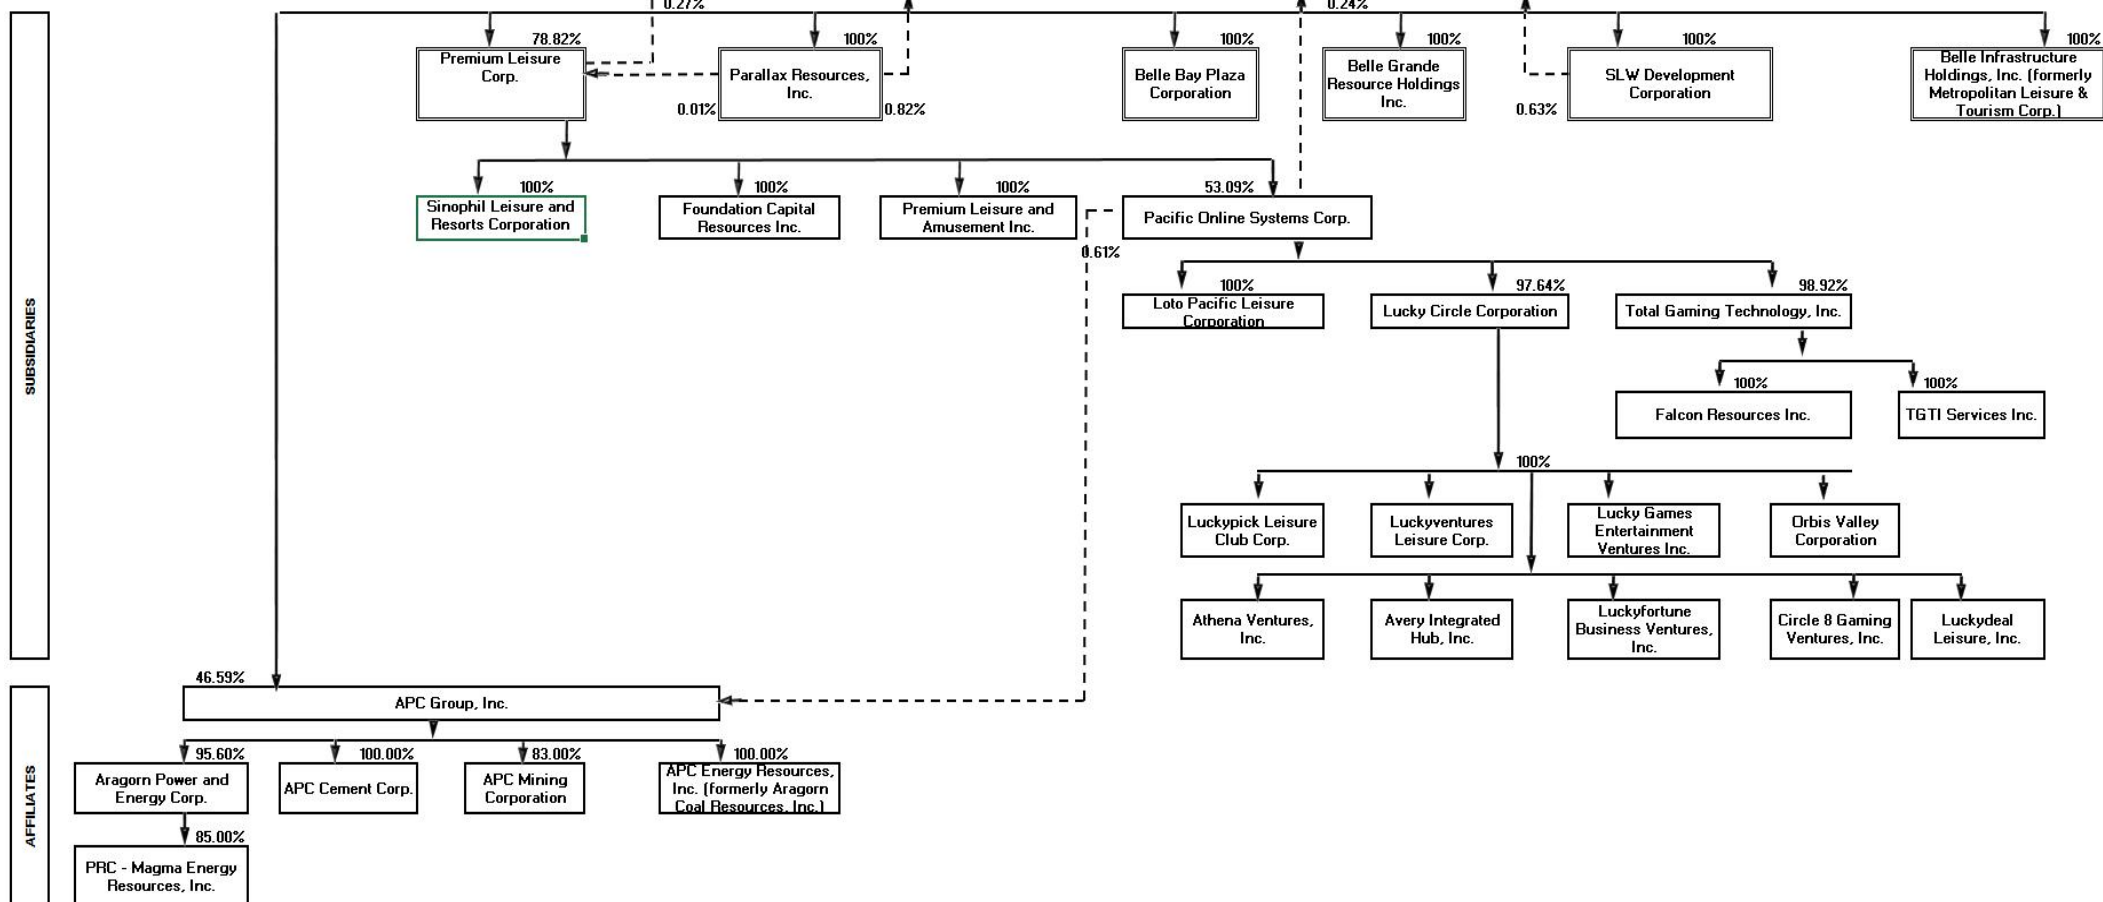 0.27%
0.24%
78.82%
100%
100%
100%
100%
100%
Premium Leisure
Corp.
Parallax Resources,
Inc.
Belle Bay Plaza
Corporation
Belle Grande
Resource Holdings
Inc.
SLW Development
Corporation
Belle Infrastructure
Holdings, Inc. (formerly
Metropolitan Leisure &
Tourism Corp.)
0.01%
0.82%
0.63%
SUBSIDIARIES
100%
100%
100%
53.09%
Sinophil Leisure and
Resorts Corporation
Foundation Capital
Resources Inc.
Premium Leisure and
Amusement Inc.
Pacific Online Systems Corp.
0.61%
100%
97.64%
98.92%
Loto Pacific Leisure
Corporation
Lucky Circle Corporation
Total Gaming Technology, Inc.
100%
100%
Falcon Resources Inc.
TGTI Services Inc.
100%
Luckypick Leisure
Club Corp.
Luckyventures
Leisure Corp.
Lucky Games
Entertainment
Ventures Inc.
Orbis Valley
Corporation
Athena Ventures,
Inc.
Avery Integrated
Hub, Inc.
Luckyfortune
Business Ventures,
Inc.
Circle 8 Gaming
Ventures, Inc.
Luckydeal
Leisure, Inc.
AFFILIATES
46.59%
APC Group, Inc.
95.60%
100.00%
83.00%
100.00%
Aragorn Power and
Energy Corp.
APC Cement Corp.
APC Mining
Corporation
APC Energy Resources,
Inc. (formerly Aragorn
Coal Resources, Inc.)
85.00%
PRC - Magma Energy
Resources, Inc.